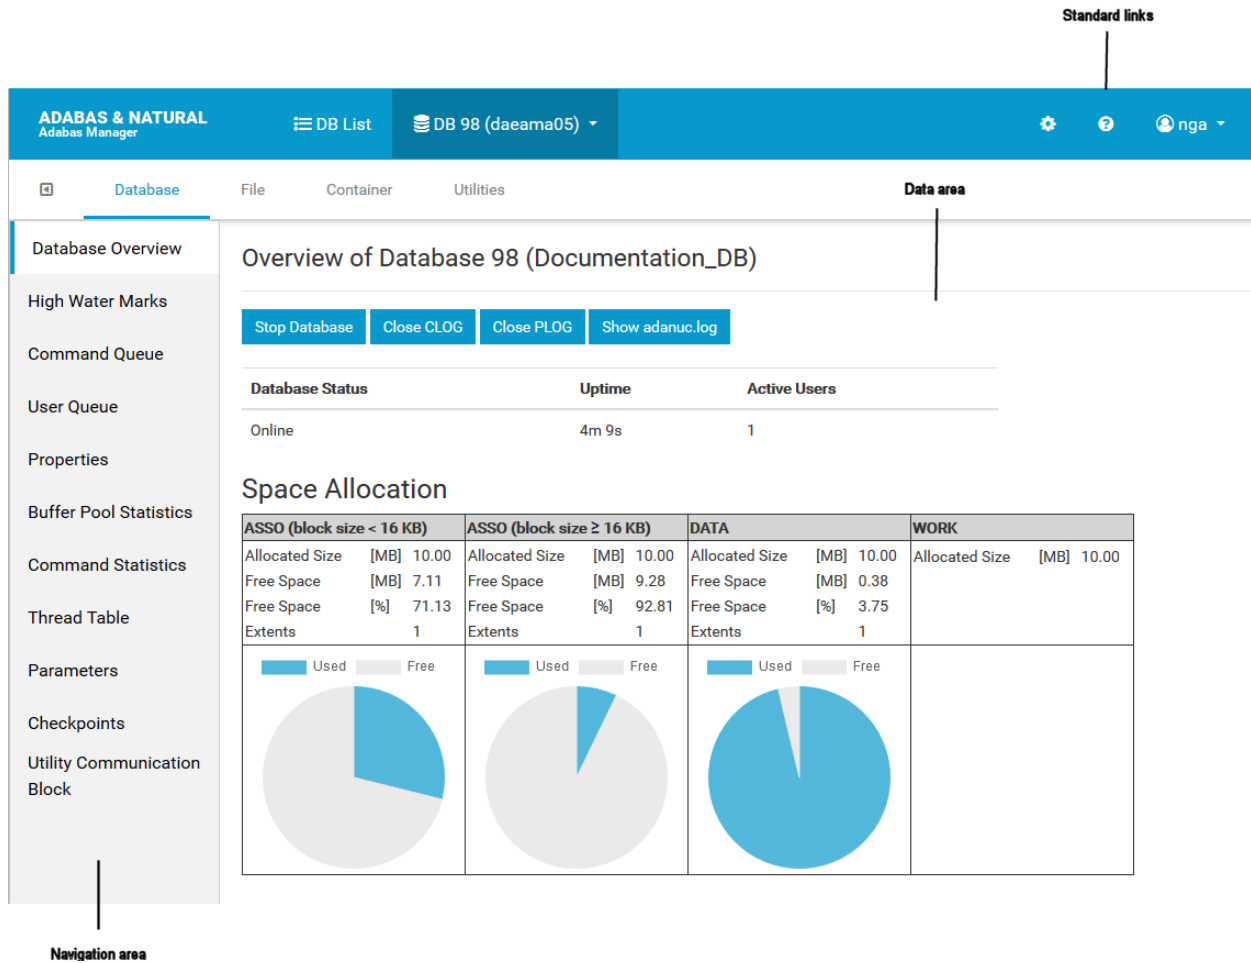 Standard links
ADABAS & NATURAL
Adabas Manager
DB List
DB 98 (daeama05)
nga
Database
File
Container
Utilities
Data area
Database Overview
High Water Marks
Command Queue
User Queue
Properties
Buffer Pool Statistics
Command Statistics
Thread Table
Parameters
Checkpoints
Utility Communication
Block
Navigation area
Overview of Database 98 (Documentation_DB)
Stop Database
Close CLOG
Close PLOG
Show adanuc.log
Database Status Uptime Active Users
Online 4m 9s 1
Space Allocation
ASSO (block size < 16 KB)
Allocated Size [MB] 10.00
Free Space [MB] 7.11
Free Space [%] 71.13
Extents 1
Used Free
ASSO (block size ≥ 16 KB)
Allocated Size [MB] 10.00
Free Space [MB] 9.28
Free Space [%] 92.81
Extents 1
Used Free
DATA
Allocated Size [MB] 10.00
Free Space [MB] 0.38
Free Space [%] 3.75
Extents 1
Used Free
WORK
Allocated Size [MB] 10.00